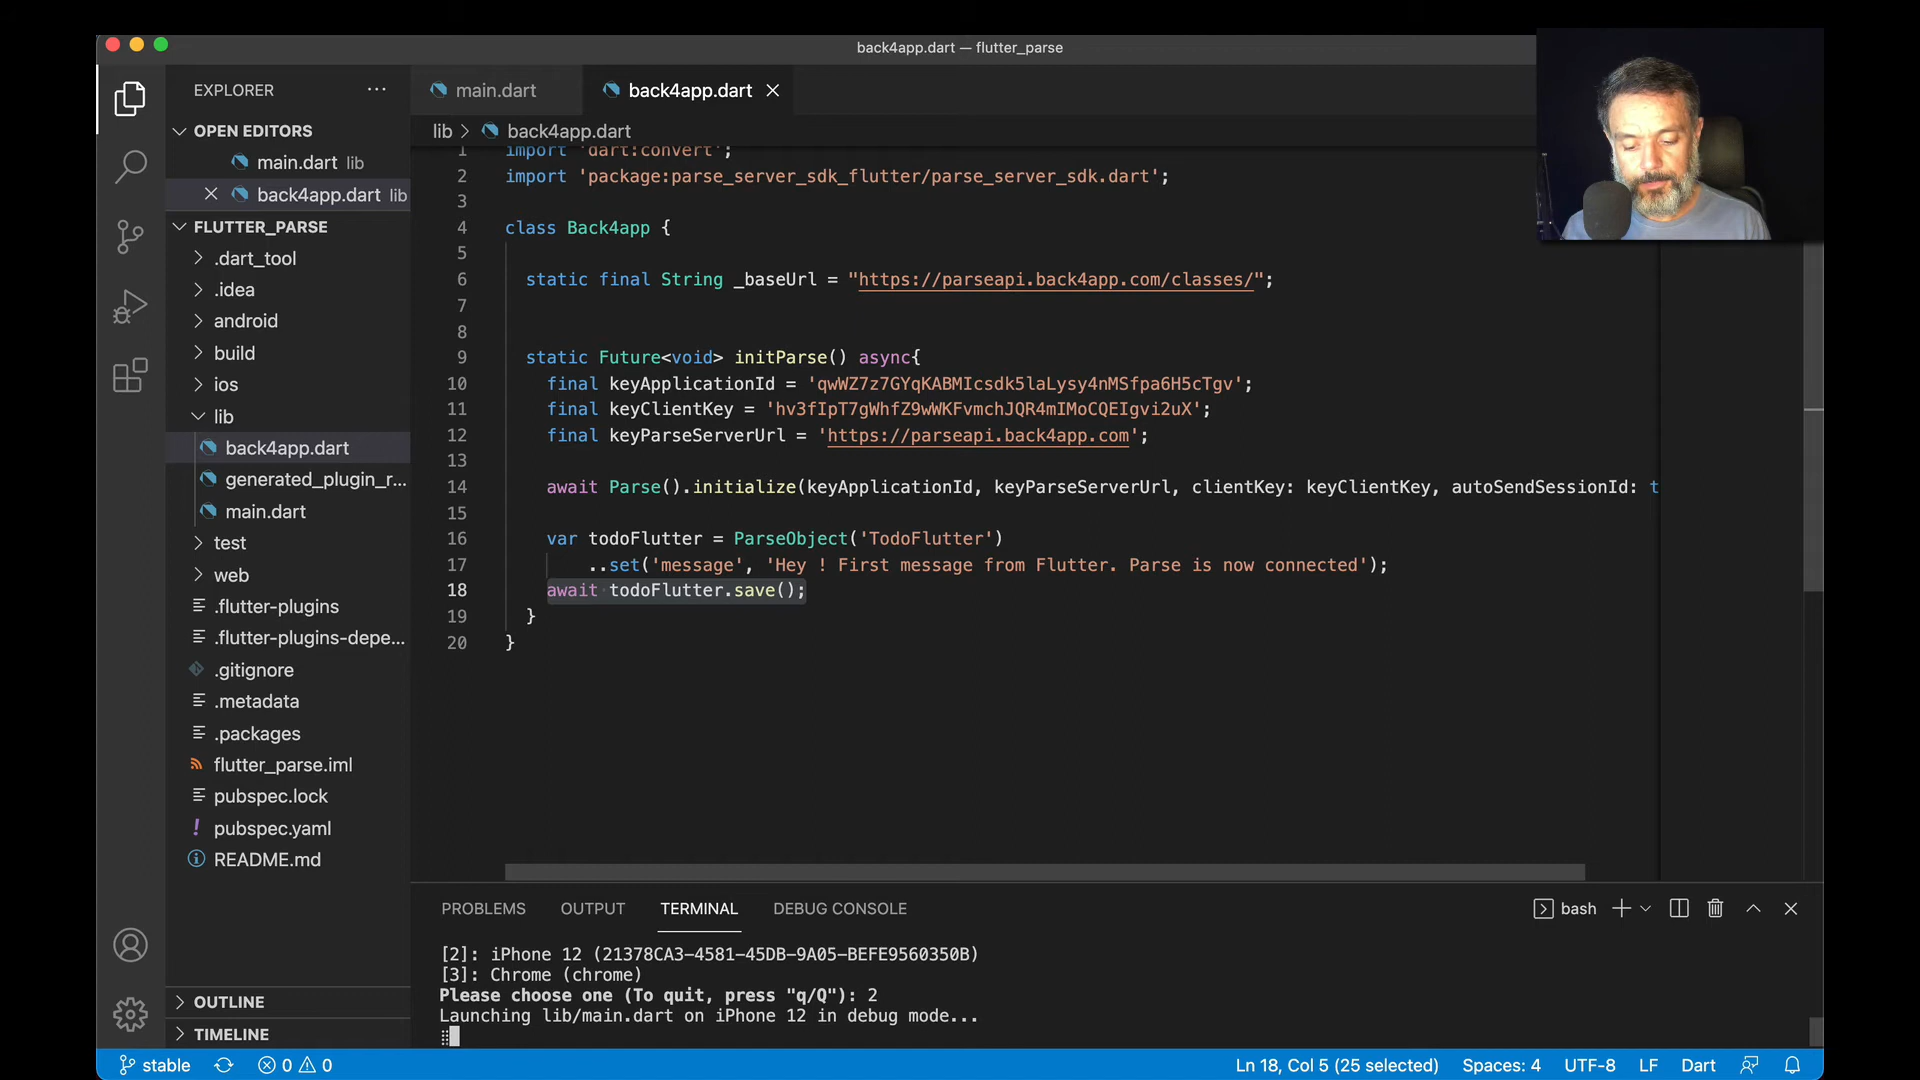 back4app.dart — flutter_parse
EXPLORER
main.dart
back4app.dart
OPEN EDITORS
lib
back4app.dart
main.dart lib
back4app.dart lib
FLUTTER_PARSE
.dart_tool
.idea
android
build
ios
lib
back4app.dart
generated_plugin_r...
main.dart
test
web
.flutter-plugins
.flutter-plugins-depe...
.gitignore
.metadata
.packages
flutter_parse.iml
pubspec.lock
pubspec.yaml
README.md
OUTLINE
TIMELINE
1 import 'dart:convert';
2 import 'package:parse_server_sdk_flutter/parse_server_sdk.dart';
3
4 class Back4app {
5
6 static final String _baseUrl = "https://parseapi.back4app.com/classes/";
7
8
9 static Future<void> initParse() async{
10 final keyApplicationId = 'qwWZ7z7GYqKABMIcsdk5laLysy4nMSfpa6H5cTgv';
11 final keyClientKey = 'hv3fIpT7gWhfZ9wWKFvmchJQR4mIMoCQEIgvi2uX';
12 final keyParseServerUrl = 'https://parseapi.back4app.com';
13
14 await Parse().initialize(keyApplicationId, keyParseServerUrl, clientKey: keyClientKey, autoSendSessionId: t
15
16 var todoFlutter = ParseObject('TodoFlutter')
17 ..set('message', 'Hey ! First message from Flutter. Parse is now connected');
18 await todoFlutter.save();
19 }
20 }
PROBLEMS OUTPUT TERMINAL DEBUG CONSOLE
bash
[2]: iPhone 12 (21378CA3-4581-45DB-9A05-BEFE9560350B)
[3]: Chrome (chrome)
Please choose one (To quit, press "q/Q"): 2
Launching lib/main.dart on iPhone 12 in debug mode...
stable 0 0 Ln 18, Col 5 (25 selected) Spaces: 4 UTF-8 LF Dart